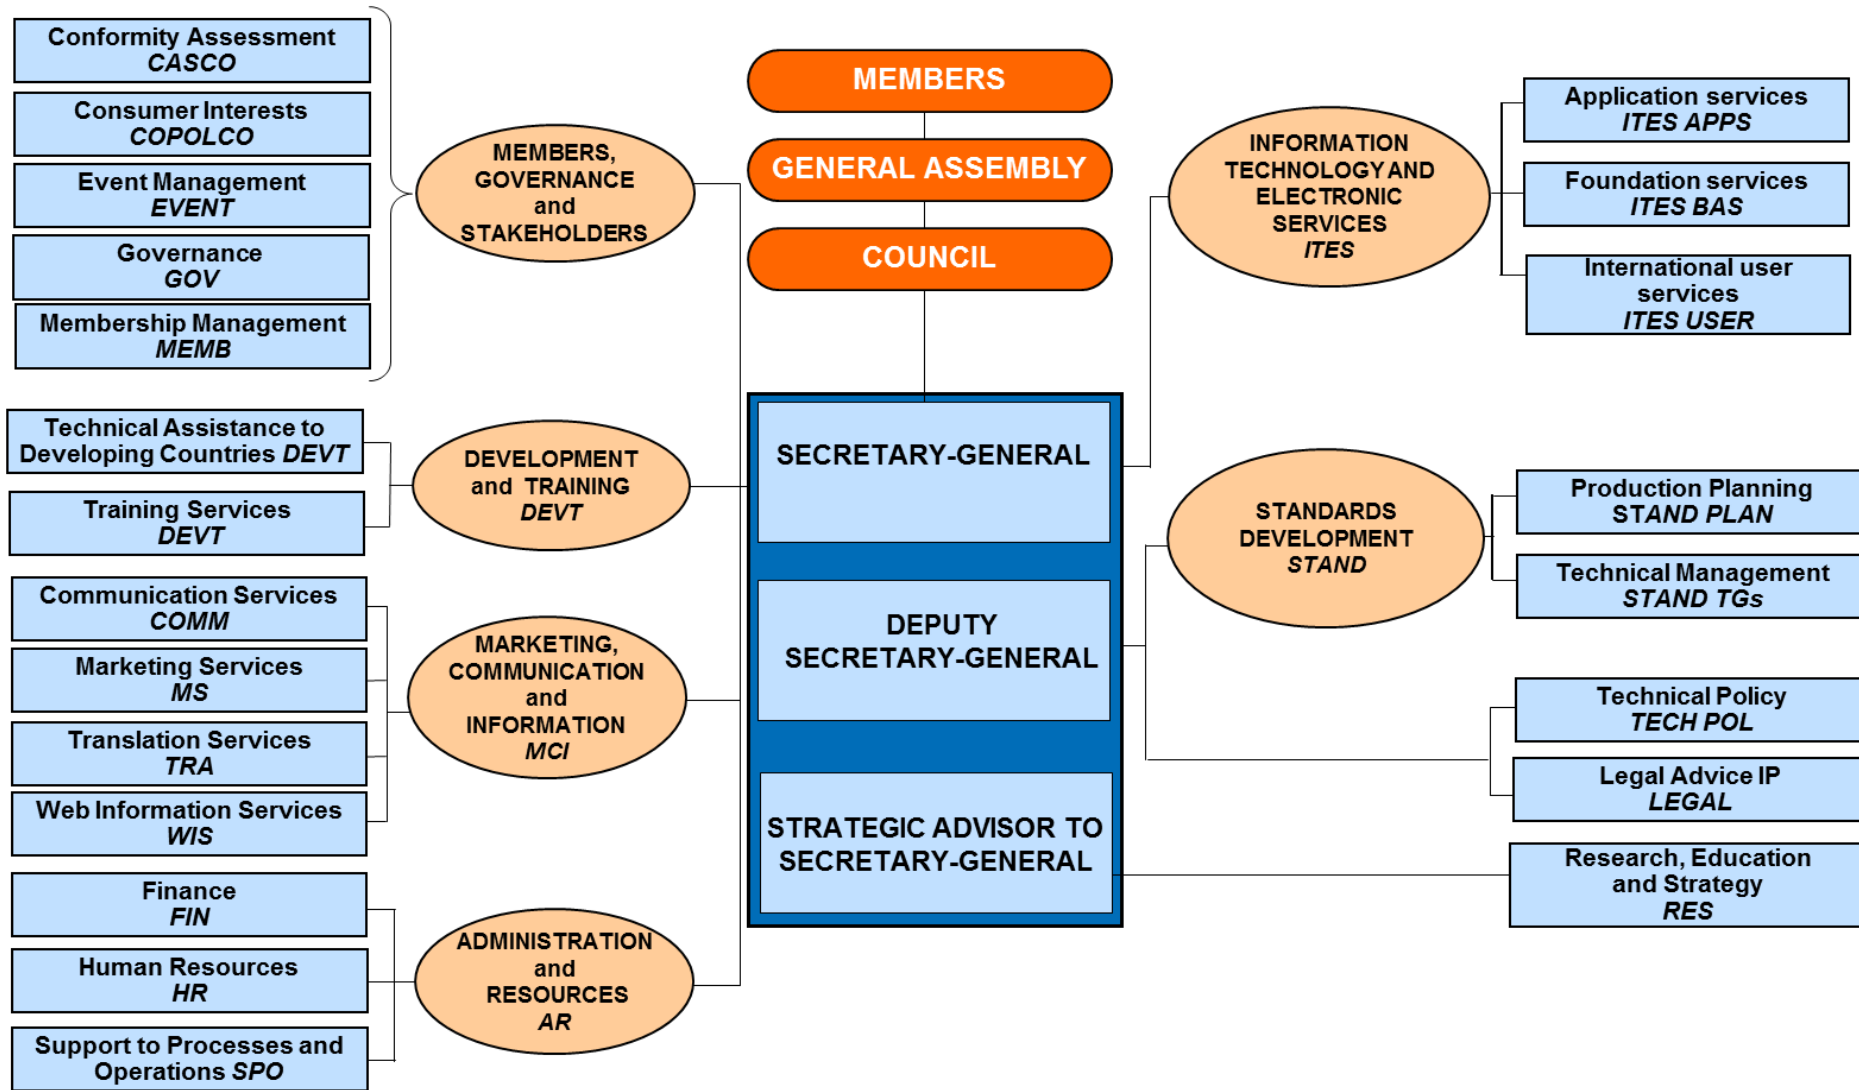 Conformity Assessment
CASCO
Consumer Interests
COPOLCO
Event Management
EVENT
Governance
GOV
Membership Management
MEMB
MEMBERS,
GOVERNANCE
and
STAKEHOLDERS
Technical Assistance to
Developing Countries DEVT
Training Services
DEVT
DEVELOPMENT
and TRAINING
DEVT
Communication Services
COMM
Marketing Services
MS
Translation Services
TRA
Web Information Services
WIS
MARKETING,
COMMUNICATION
and
INFORMATION
MCI
Finance
FIN
Human Resources
HR
Support to Processes and
Operations SPO
ADMINISTRATION
and
RESOURCES
AR
MEMBERS
GENERAL ASSEMBLY
COUNCIL
SECRETARY-GENERAL
DEPUTY
SECRETARY-GENERAL
STRATEGIC ADVISOR TO
SECRETARY-GENERAL
INFORMATION
TECHNOLOGY AND
ELECTRONIC
SERVICES
ITES
Application services
ITES APPS
Foundation services
ITES BAS
International user
services
ITES USER
STANDARDS
DEVELOPMENT
STAND
Production Planning
STAND PLAN
Technical Management
STAND TGs
Technical Policy
TECH POL
Legal Advice IP
LEGAL
Research, Education
and Strategy
RES